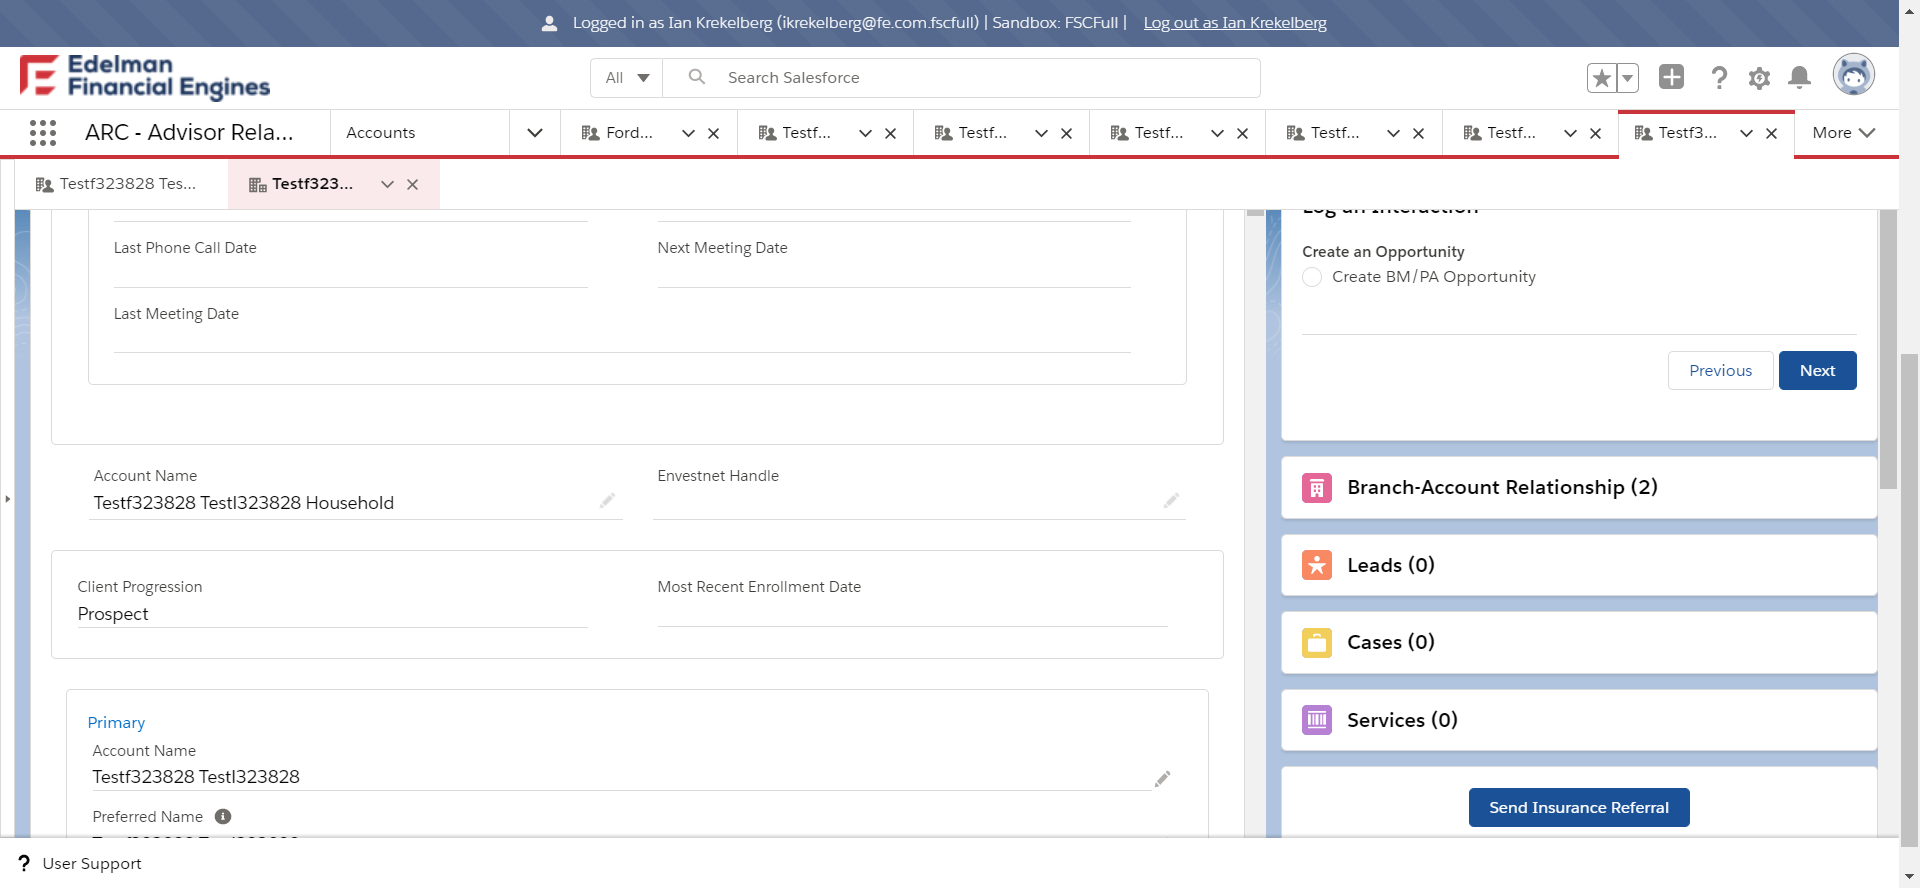 Logged in as Ian Krekelberg (ikrekelberg@fe.com.fscfull) | Sandbox: FSCFull | Log out as Ian Krekelberg
Edelman
Financial Engines
All
Search Salesforce
ARC - Advisor Rela...
Accounts
Ford...
Testf...
Testf...
Testf...
Testf...
Testf...
Testf3...
More
Testf323828 Tes...
Testf323...
Log an Interaction
Last Phone Call Date
Next Meeting Date
Last Meeting Date
Create an Opportunity
Create BM/PA Opportunity
Previous
Next
Account Name
Testf323828 Testl323828 Household
Envestnet Handle
Client Progression
Prospect
Most Recent Enrollment Date
Primary
Account Name
Testf323828 Testl323828
Preferred Name
Branch-Account Relationship (2)
Leads (0)
Cases (0)
Services (0)
Send Insurance Referral
User Support